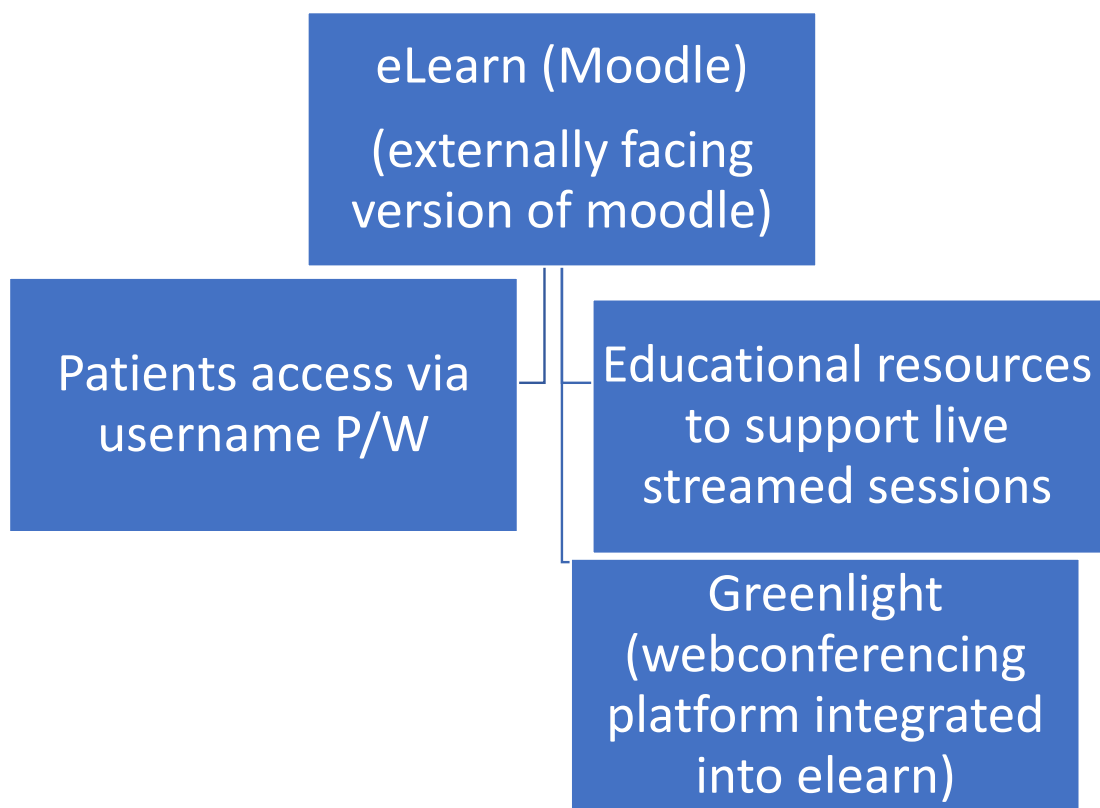 eLearn (Moodle)
(externally facing
version of moodle)
Patients access via
username P/W
Educational resources
to support live
streamed sessions
Greenlight
(webconferencing
platform integrated
into elearn)